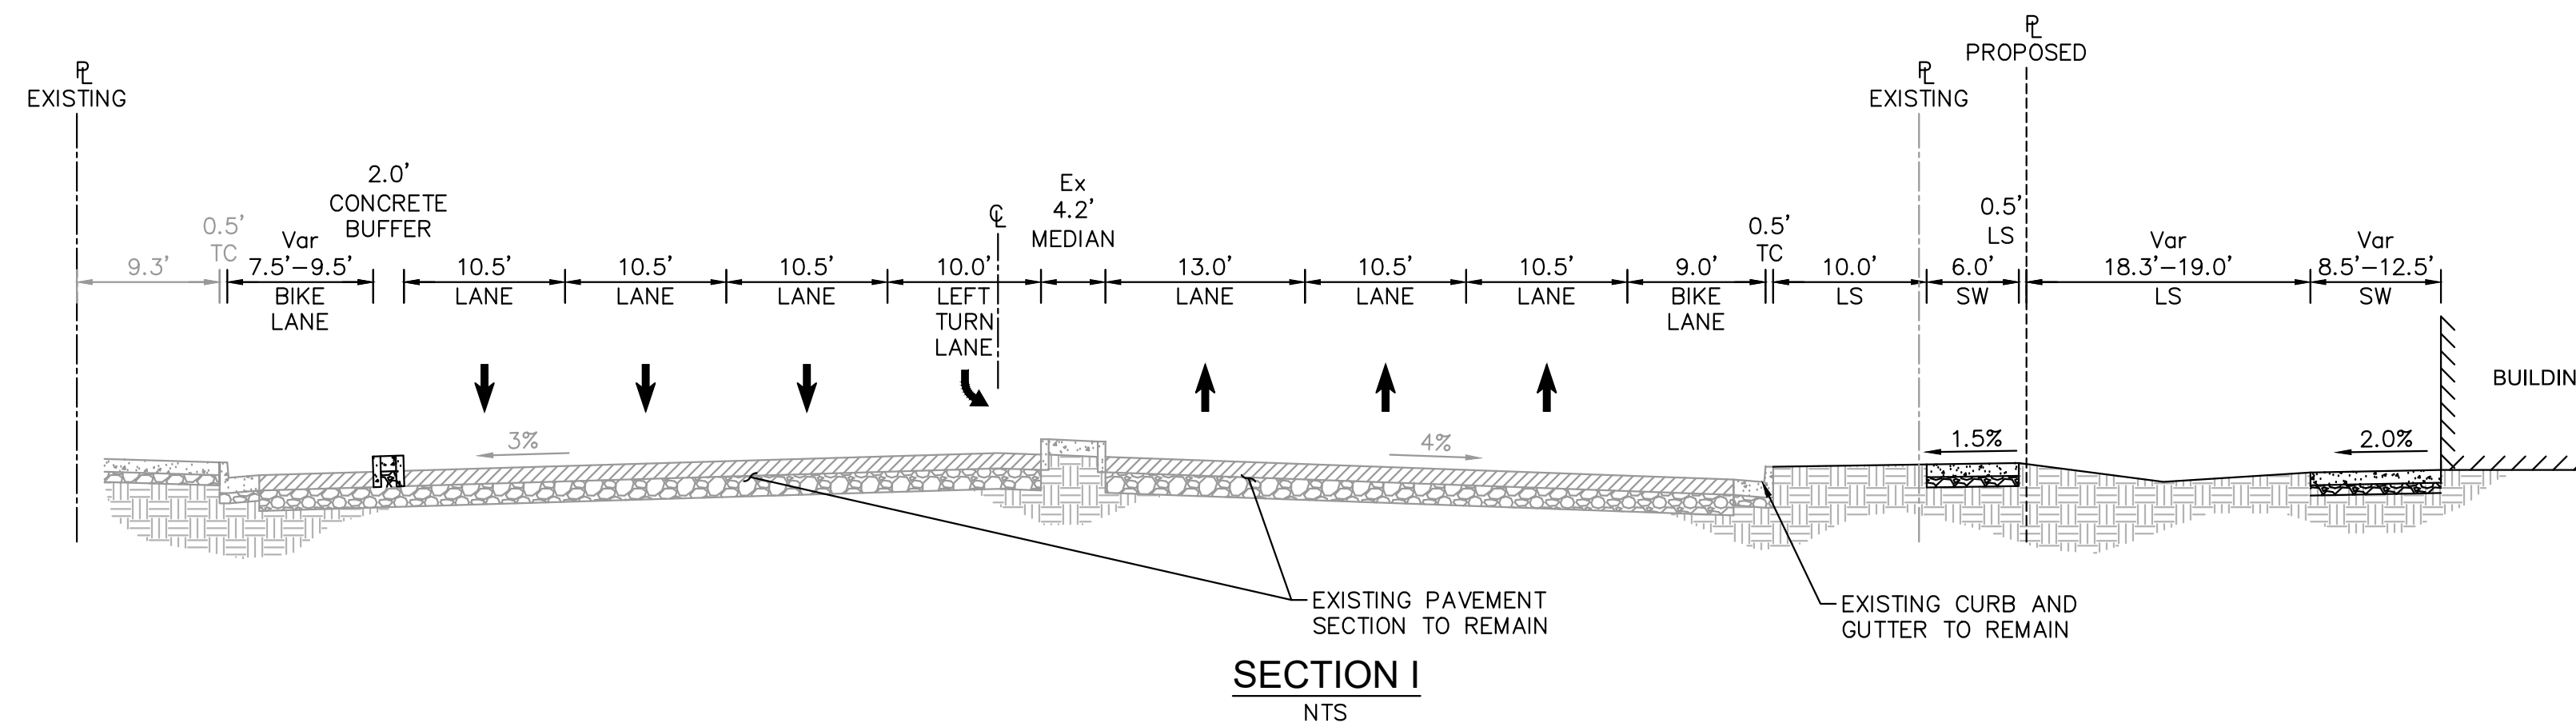 PL
EXISTING
PL
EXISTING
PL
PROPOSED
9.3'
0.5'
TC
Var
7.5'-9.5'
BIKE
LANE
2.0'
CONCRETE
BUFFER
10.5'
LANE
10.5'
LANE
10.5'
LANE
10.0'
LEFT
TURN
LANE
CL
Ex
4.2'
MEDIAN
13.0'
LANE
10.5'
LANE
10.5'
LANE
9.0'
BIKE
LANE
0.5'
TC
10.0'
LS
6.0'
SW
0.5'
LS
Var
18.3'-19.0'
LS
Var
8.5'-12.5'
SW
BUILDIN
3%
4%
1.5%
2.0%
EXISTING PAVEMENT
SECTION TO REMAIN
EXISTING CURB AND
GUTTER TO REMAIN
SECTION I
NTS